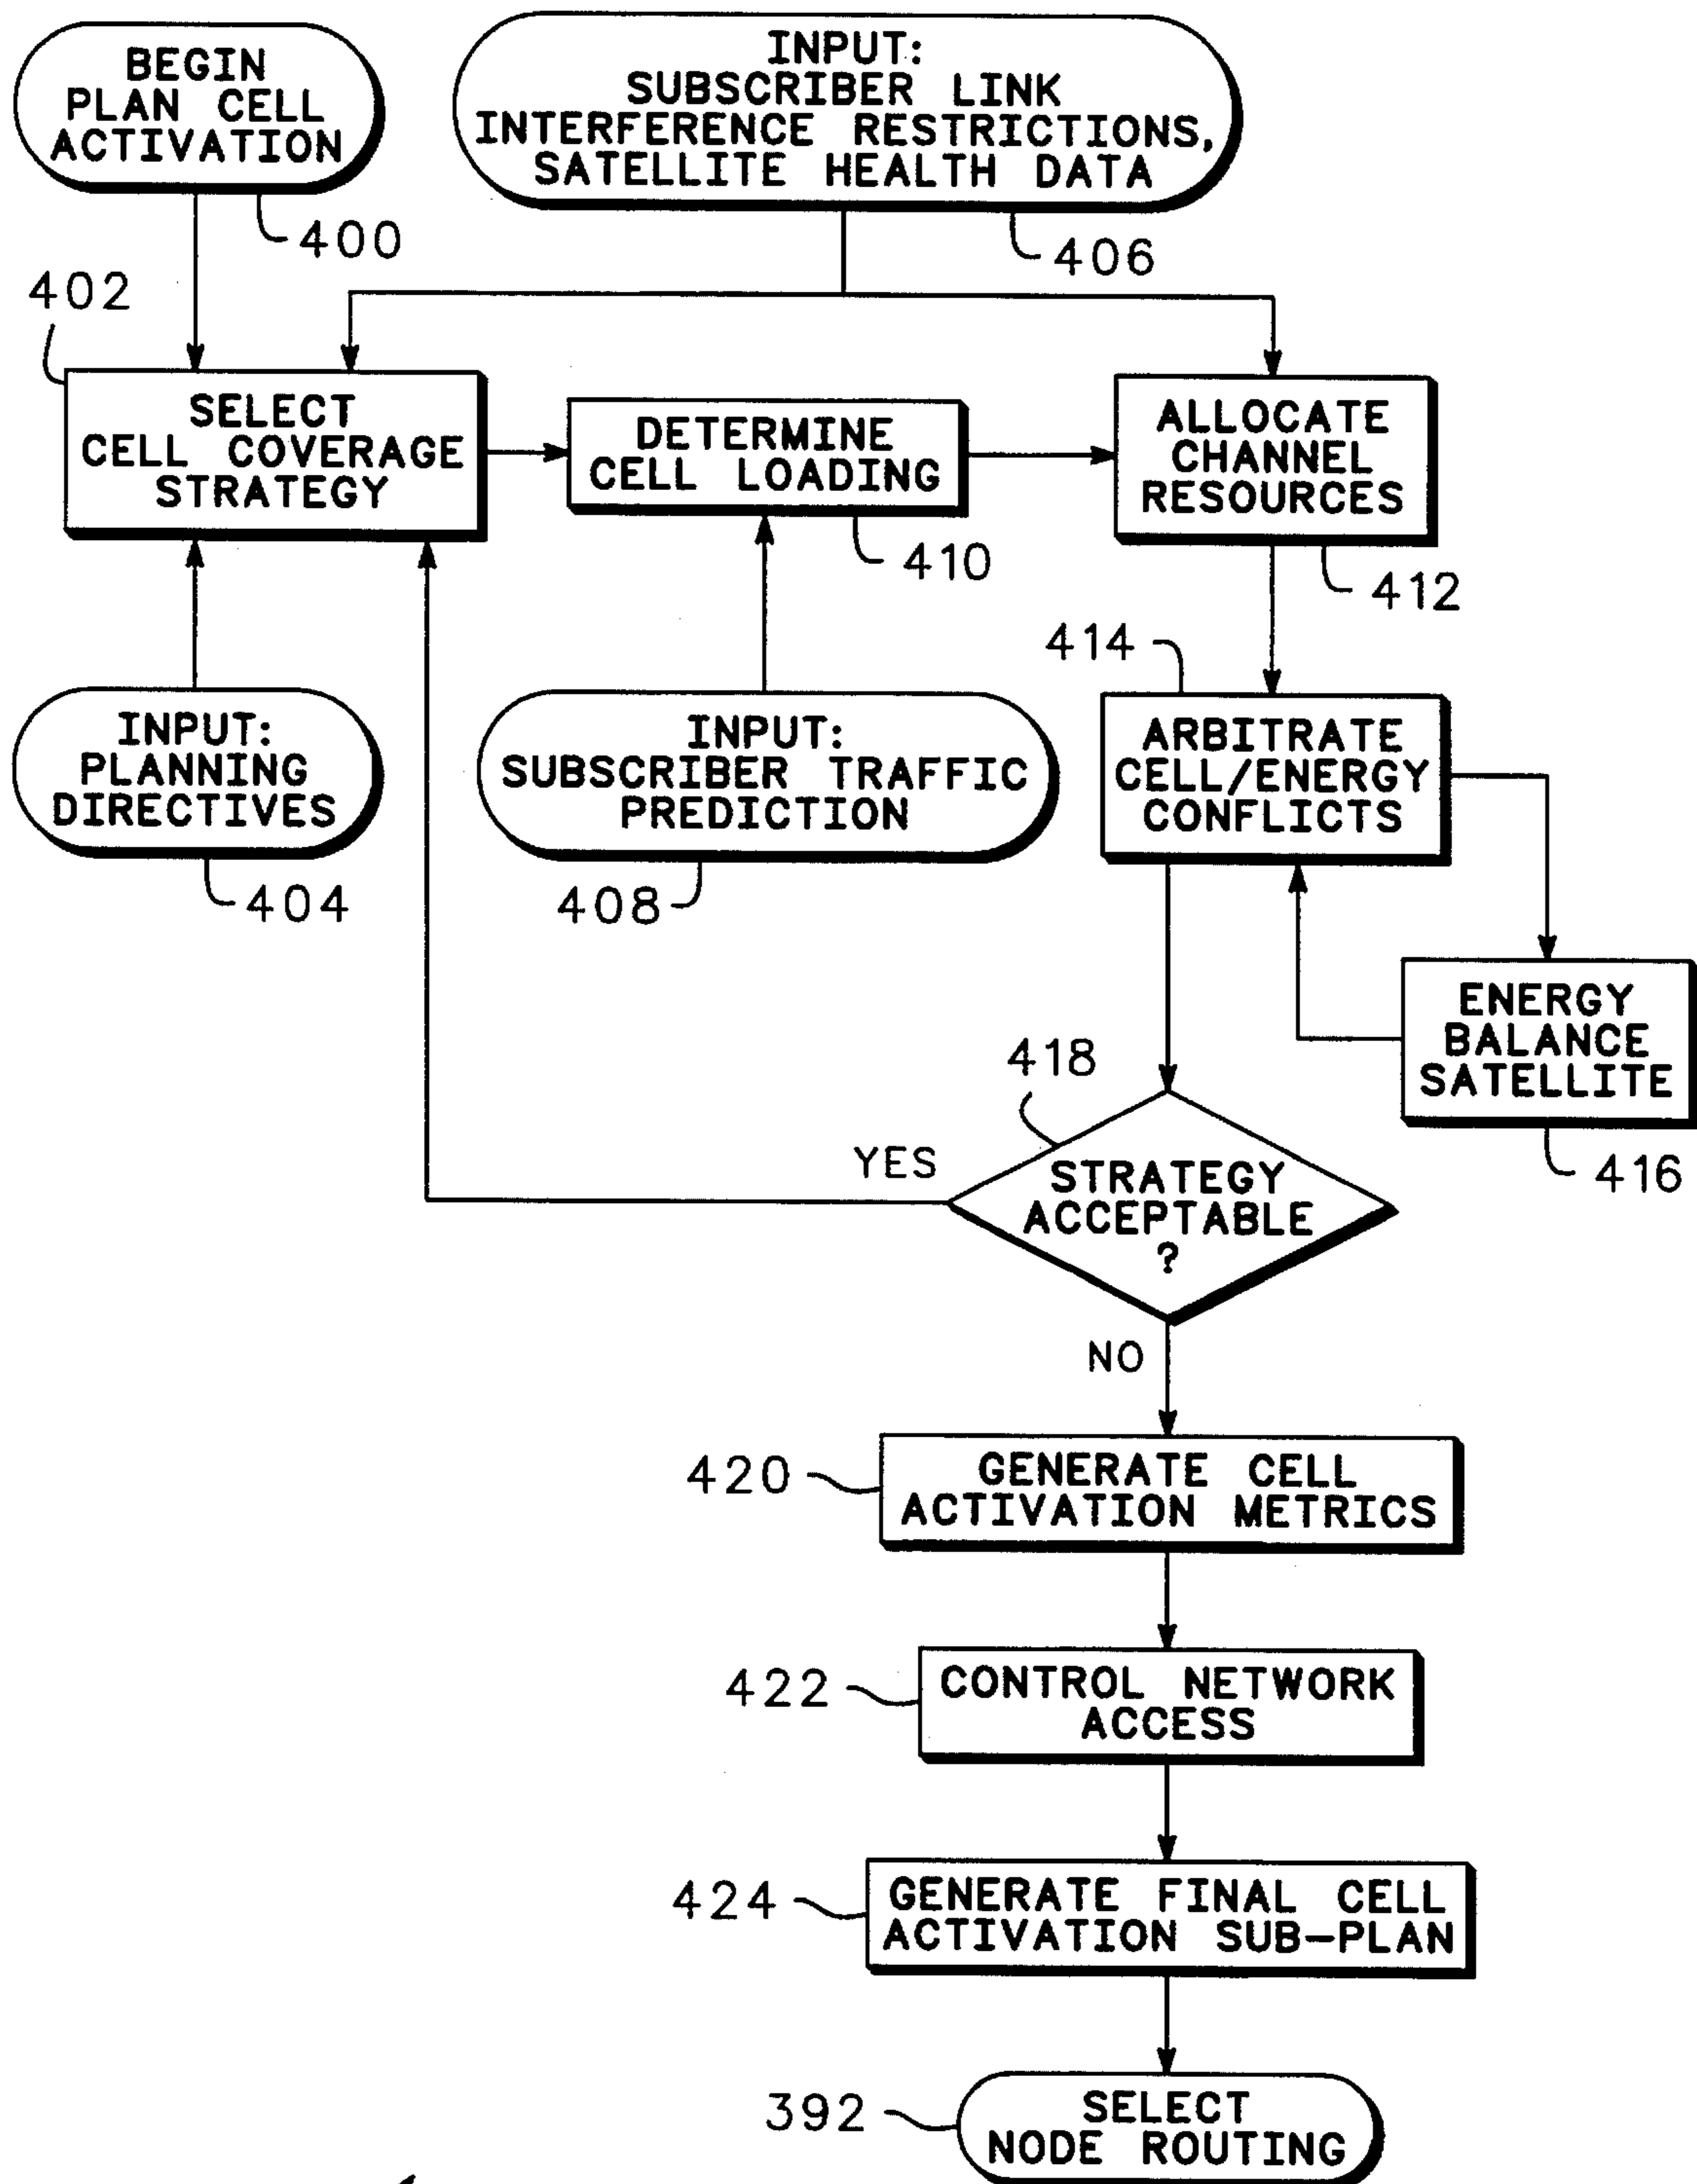 BEGIN
PLAN CELL
ACTIVATION
400
INPUT:
SUBSCRIBER LINK
INTERFERENCE RESTRICTIONS,
SATELLITE HEALTH DATA
406
402
SELECT
CELL COVERAGE
STRATEGY
DETERMINE
CELL LOADING
410
ALLOCATE
CHANNEL
RESOURCES
412
INPUT:
PLANNING
DIRECTIVES
404
INPUT:
SUBSCRIBER TRAFFIC
PREDICTION
408
414
ARBITRATE
CELL/ENERGY
CONFLICTS
ENERGY
BALANCE
SATELLITE
416
418
STRATEGY
ACCEPTABLE
?
YES
NO
420
GENERATE CELL
ACTIVATION METRICS
422
CONTROL NETWORK
ACCESS
424
GENERATE FINAL CELL
ACTIVATION SUB-PLAN
392
SELECT
NODE ROUTING